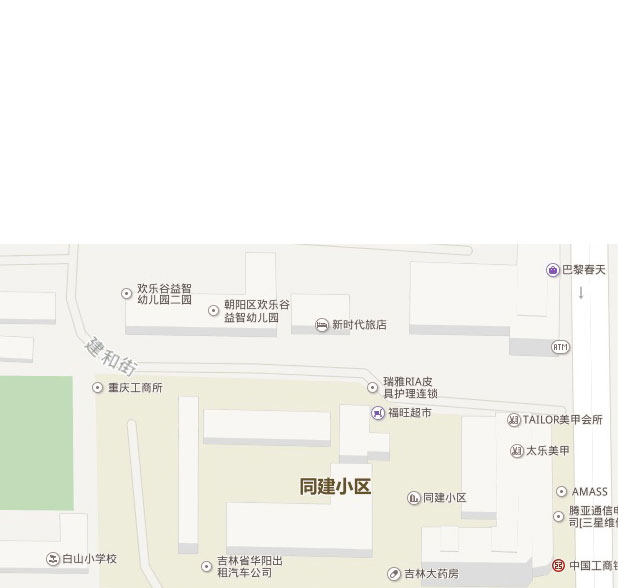 巴黎春天
欢乐谷益智
幼儿园二园
朝阳区欢乐谷
益智幼儿园
新时代旅店
建和街
ATM
重庆工商所
瑞雅RIA皮
具护理连锁
福旺超市
TAILOR美甲会所
太乐美甲
同建小区
同建小区
AMASS
腾亚通信电
司[三星维修
白山小学校
吉林省华阳出
租汽车公司
吉林大药房
中国工商银